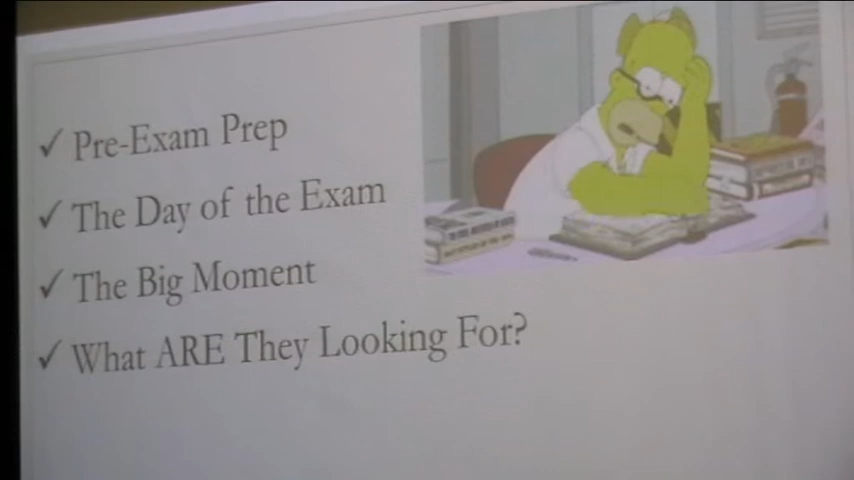 ✓ Pre-Exam Prep
✓ The Day of the Exam
✓ The Big Moment
✓ What ARE They Looking For?